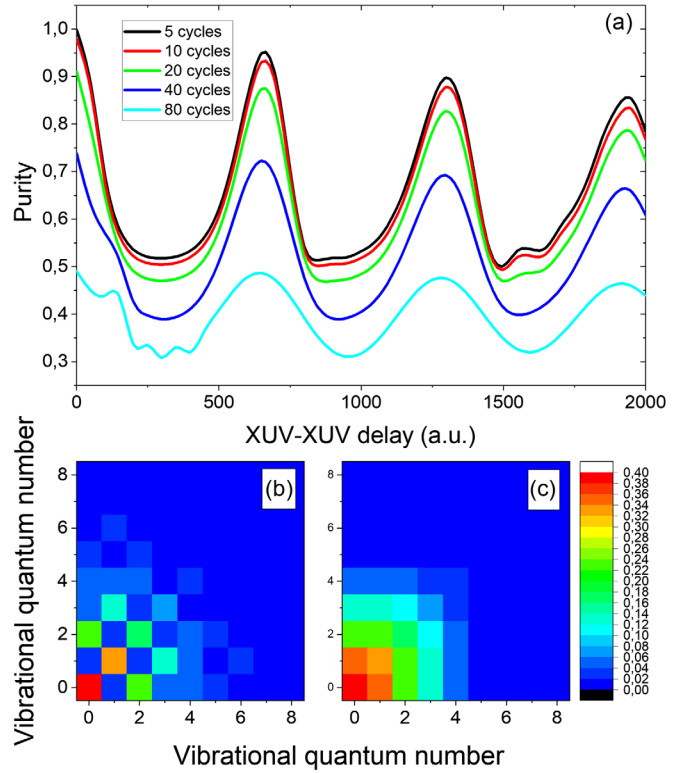 (a)
5 cycles
10 cycles
20 cycles
40 cycles
80 cycles
Purity
1,0
0,9
0,8
0,7
0,6
0,5
0,4
0,3
0 500 1000 1500 2000
XUV-XUV delay (a.u.)
(b)
(c)
Vibrational quantum number
8
6
4
2
0
8
6
4
2
0
0 2 4 6 8
0 2 4 6 8
Vibrational quantum number
0,40
0,38
0,36
0,34
0,32
0,30
0,28
0,26
0,24
0,22
0,20
0,18
0,16
0,14
0,12
0,10
0,08
0,06
0,04
0,02
0,00